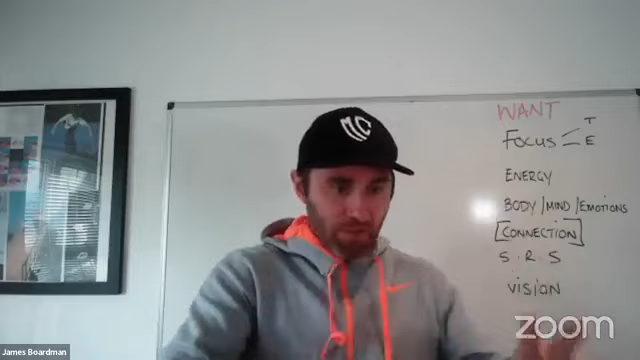 MC
WANT
Focus < T
E
ENERGY
BODY/MIND/EMOTIONS
[CONNECTION]
S.R.S
VISION
zoom
James Boardman